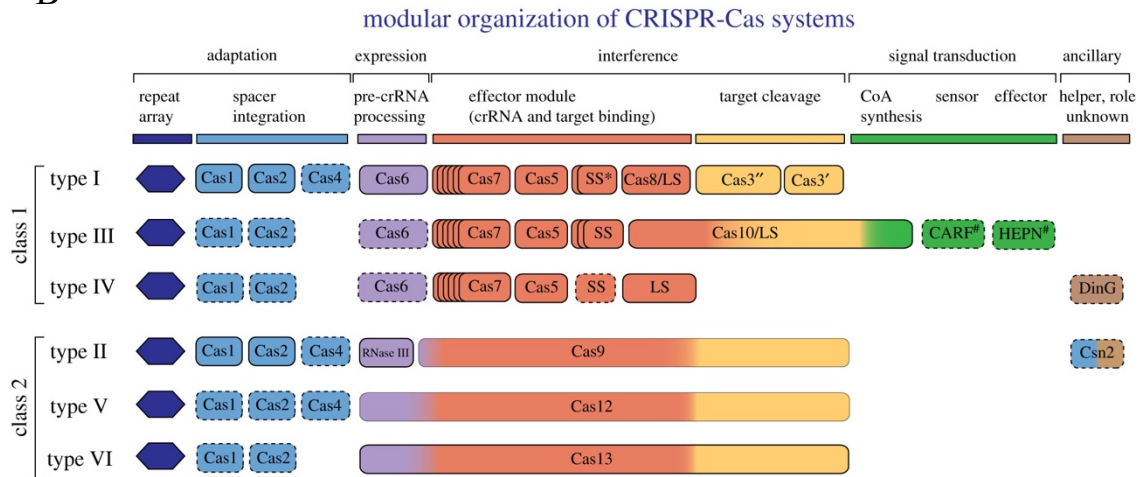 B
modular organization of CRISPR-Cas systems
adaptation expression interference signal transduction ancillary
repeat array spacer integration pre-crRNA processing effector module (crRNA and target binding) target cleavage CoA synthesis sensor effector helper, role unknown
class 1
type I Cas1 Cas2 Cas4 Cas6 Cas7 Cas5 SS* Cas8/LS Cas3″ Cas3′
type III Cas1 Cas2 Cas6 Cas7 Cas5 SS Cas10/LS CARF# HEPN#
type IV Cas1 Cas2 Cas6 Cas7 Cas5 SS LS DinG
class 2
type II Cas1 Cas2 Cas4 RNase III Cas9 Csn2
type V Cas1 Cas2 Cas4 Cas12
type VI Cas1 Cas2 Cas13